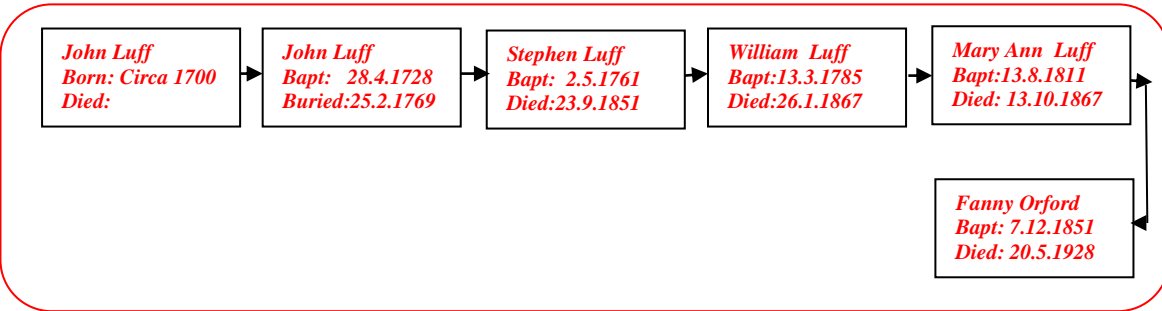 John Luff
Born: Circa 1700
Died:
John Luff
Bapt: 28.4.1728
Buried:25.2.1769
Stephen Luff
Bapt: 2.5.1761
Died:23.9.1851
William Luff
Bapt:13.3.1785
Died:26.1.1867
Mary Ann Luff
Bapt:13.8.1811
Died: 13.10.1867
Fanny Orford
Bapt: 7.12.1851
Died: 20.5.1928